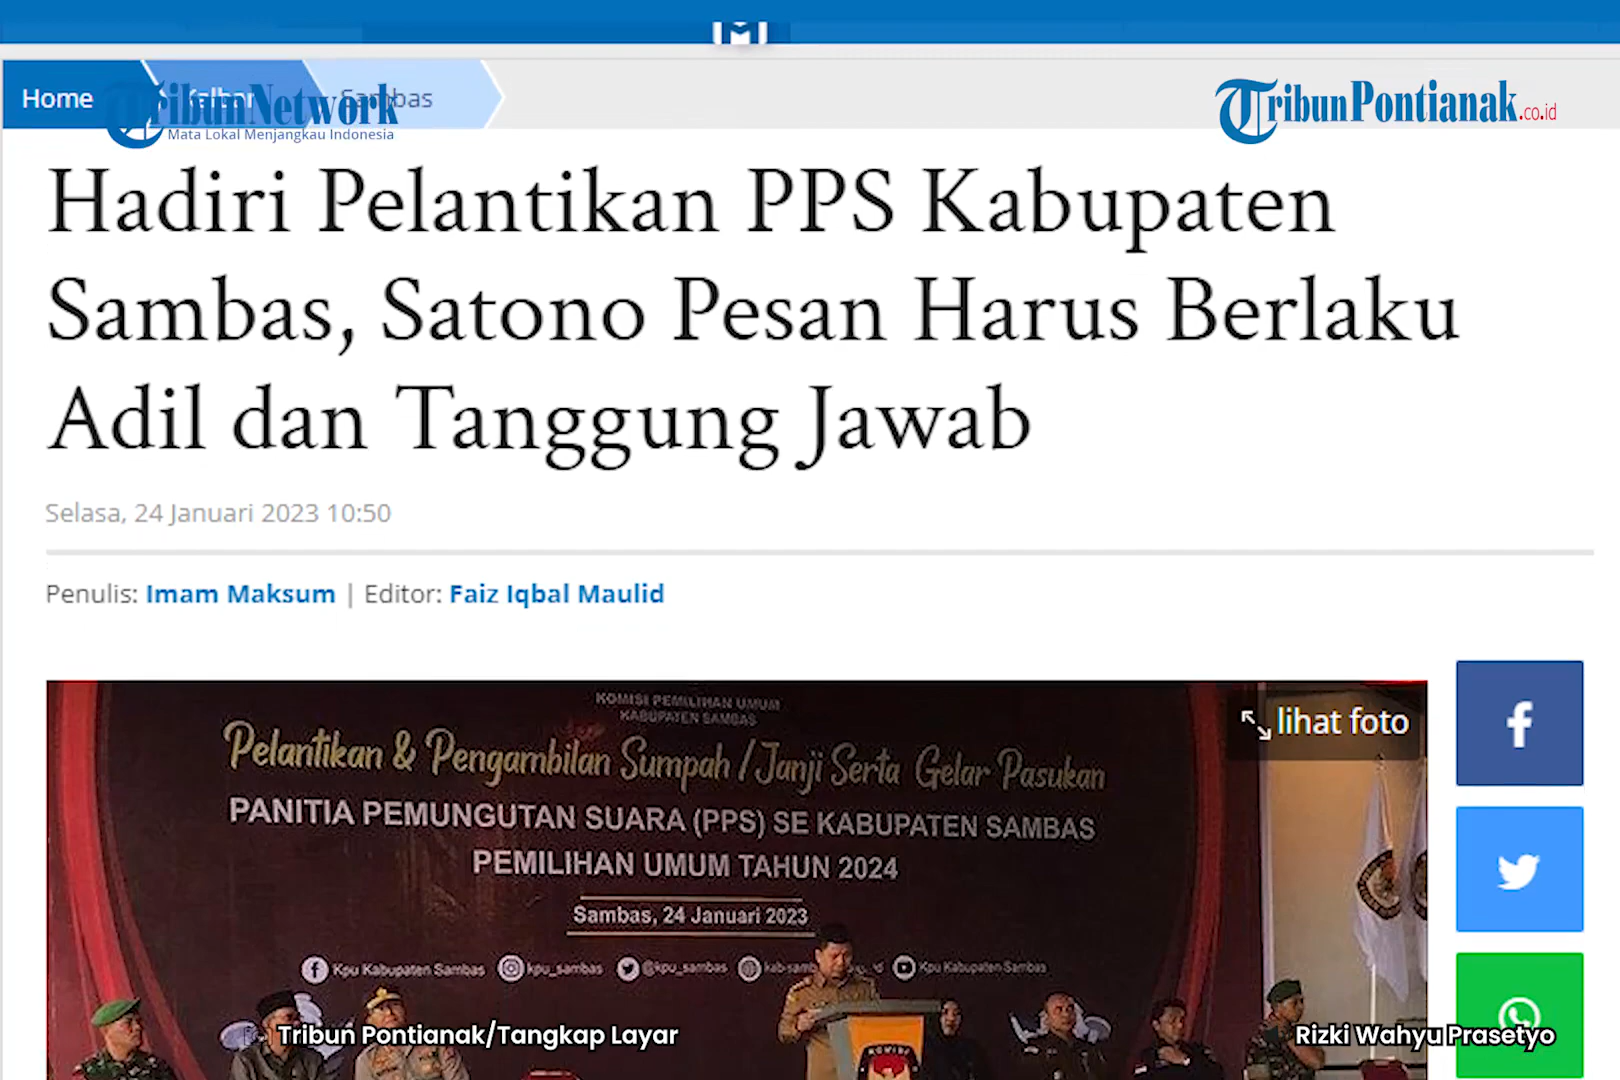 Home
Kalbar
Sambas
Tribun Network
Mata Lokal Menjangkau Indonesia
TribunPontianak.co.id
Hadiri Pelantikan PPS Kabupaten
Sambas, Satono Pesan Harus Berlaku
Adil dan Tanggung Jawab
Selasa, 24 Januari 2023 10:50
Penulis: Imam Maksum | Editor: Faiz Iqbal Maulid
lihat foto
KOMISI PEMILIHAN UMUM
KABUPATEN SAMBAS
Pelantikan & Pengambilan Sumpah / Janji Serta Gelar Pasukan
PANITIA PEMUNGUTAN SUARA (PPS) SE KABUPATEN SAMBAS
PEMILIHAN UMUM TAHUN 2024
Sambas, 24 Januari 2023
Kpu Kabupaten Sambas kpu_sambas @kpu_sambas Kpu Kabupaten Sambas
Tribun Pontianak/Tangkap Layar
Rizki Wahyu Prasetyo